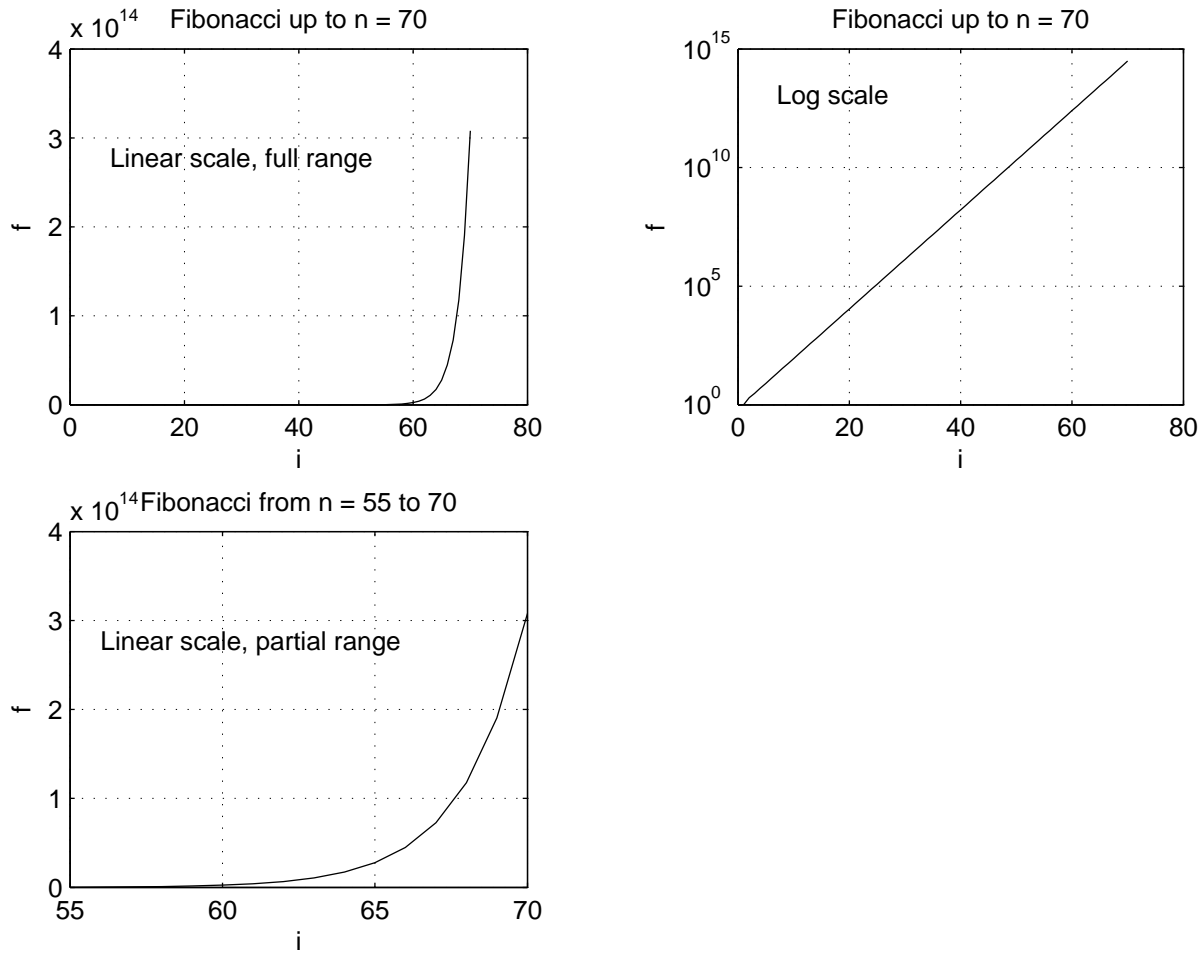 x 10^14
Fibonacci up to n = 70
4
3
2
1
0
f
Linear scale, full range
0 20 40 60 80
i
Fibonacci up to n = 70
10^15
10^10
10^5
10^0
f
Log scale
0 20 40 60 80
i
x 10^14
Fibonacci from n = 55 to 70
4
3
2
1
0
f
Linear scale, partial range
55 60 65 70
i